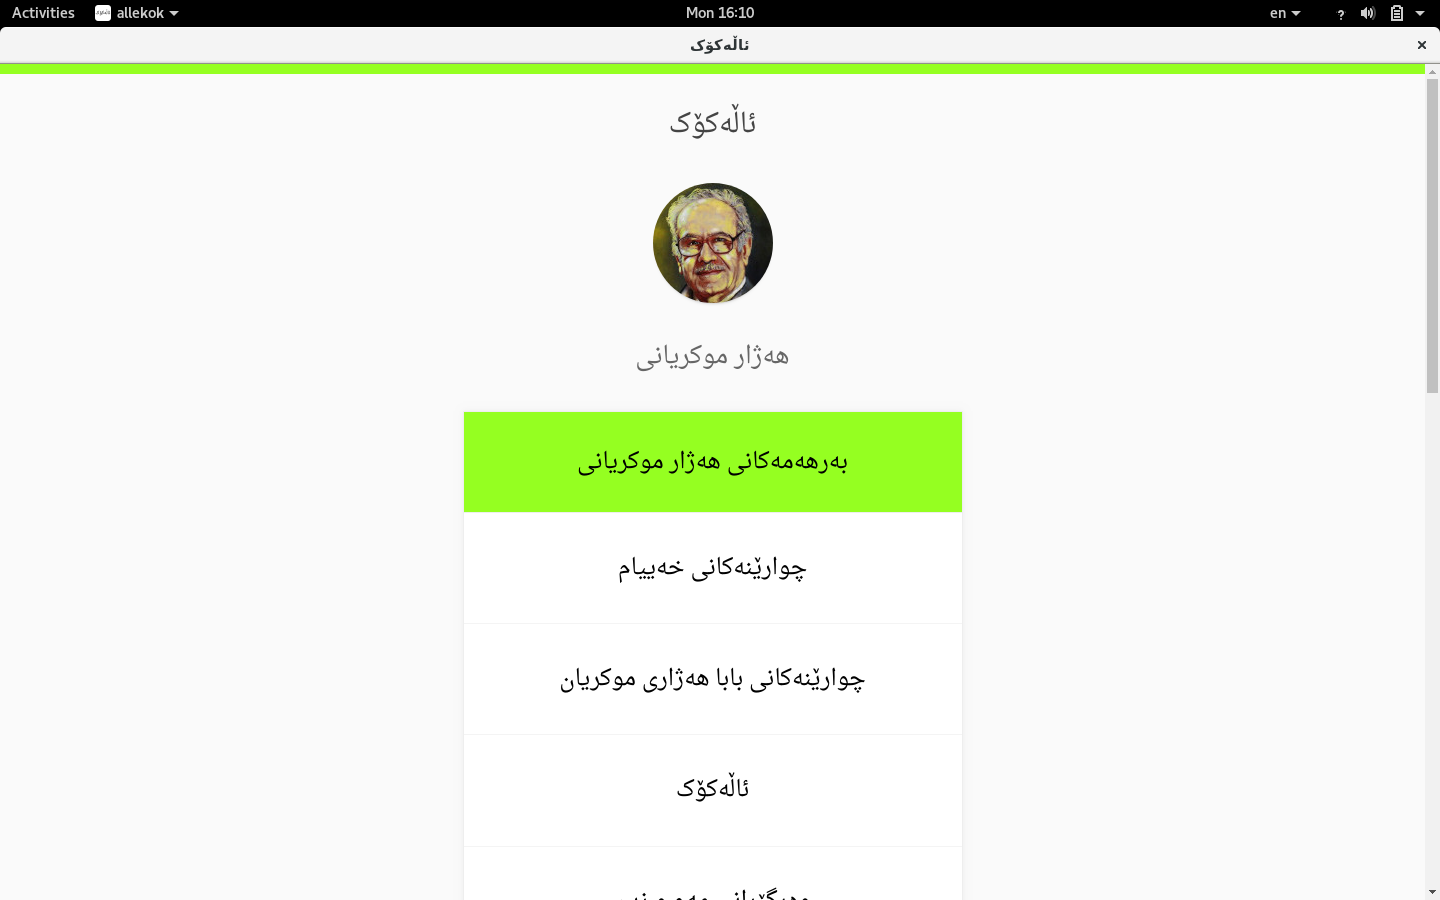 Activities
allekok
Mon 16:10
en
ئاڵەکۆک
ئاڵەکۆک
هەژار موکریانی
بەرهەمەکانی هەژار موکریانی
چوارێنەکانی خەییام
چوارێنەکانی بابا هەژاری موکریان
ئاڵەکۆک